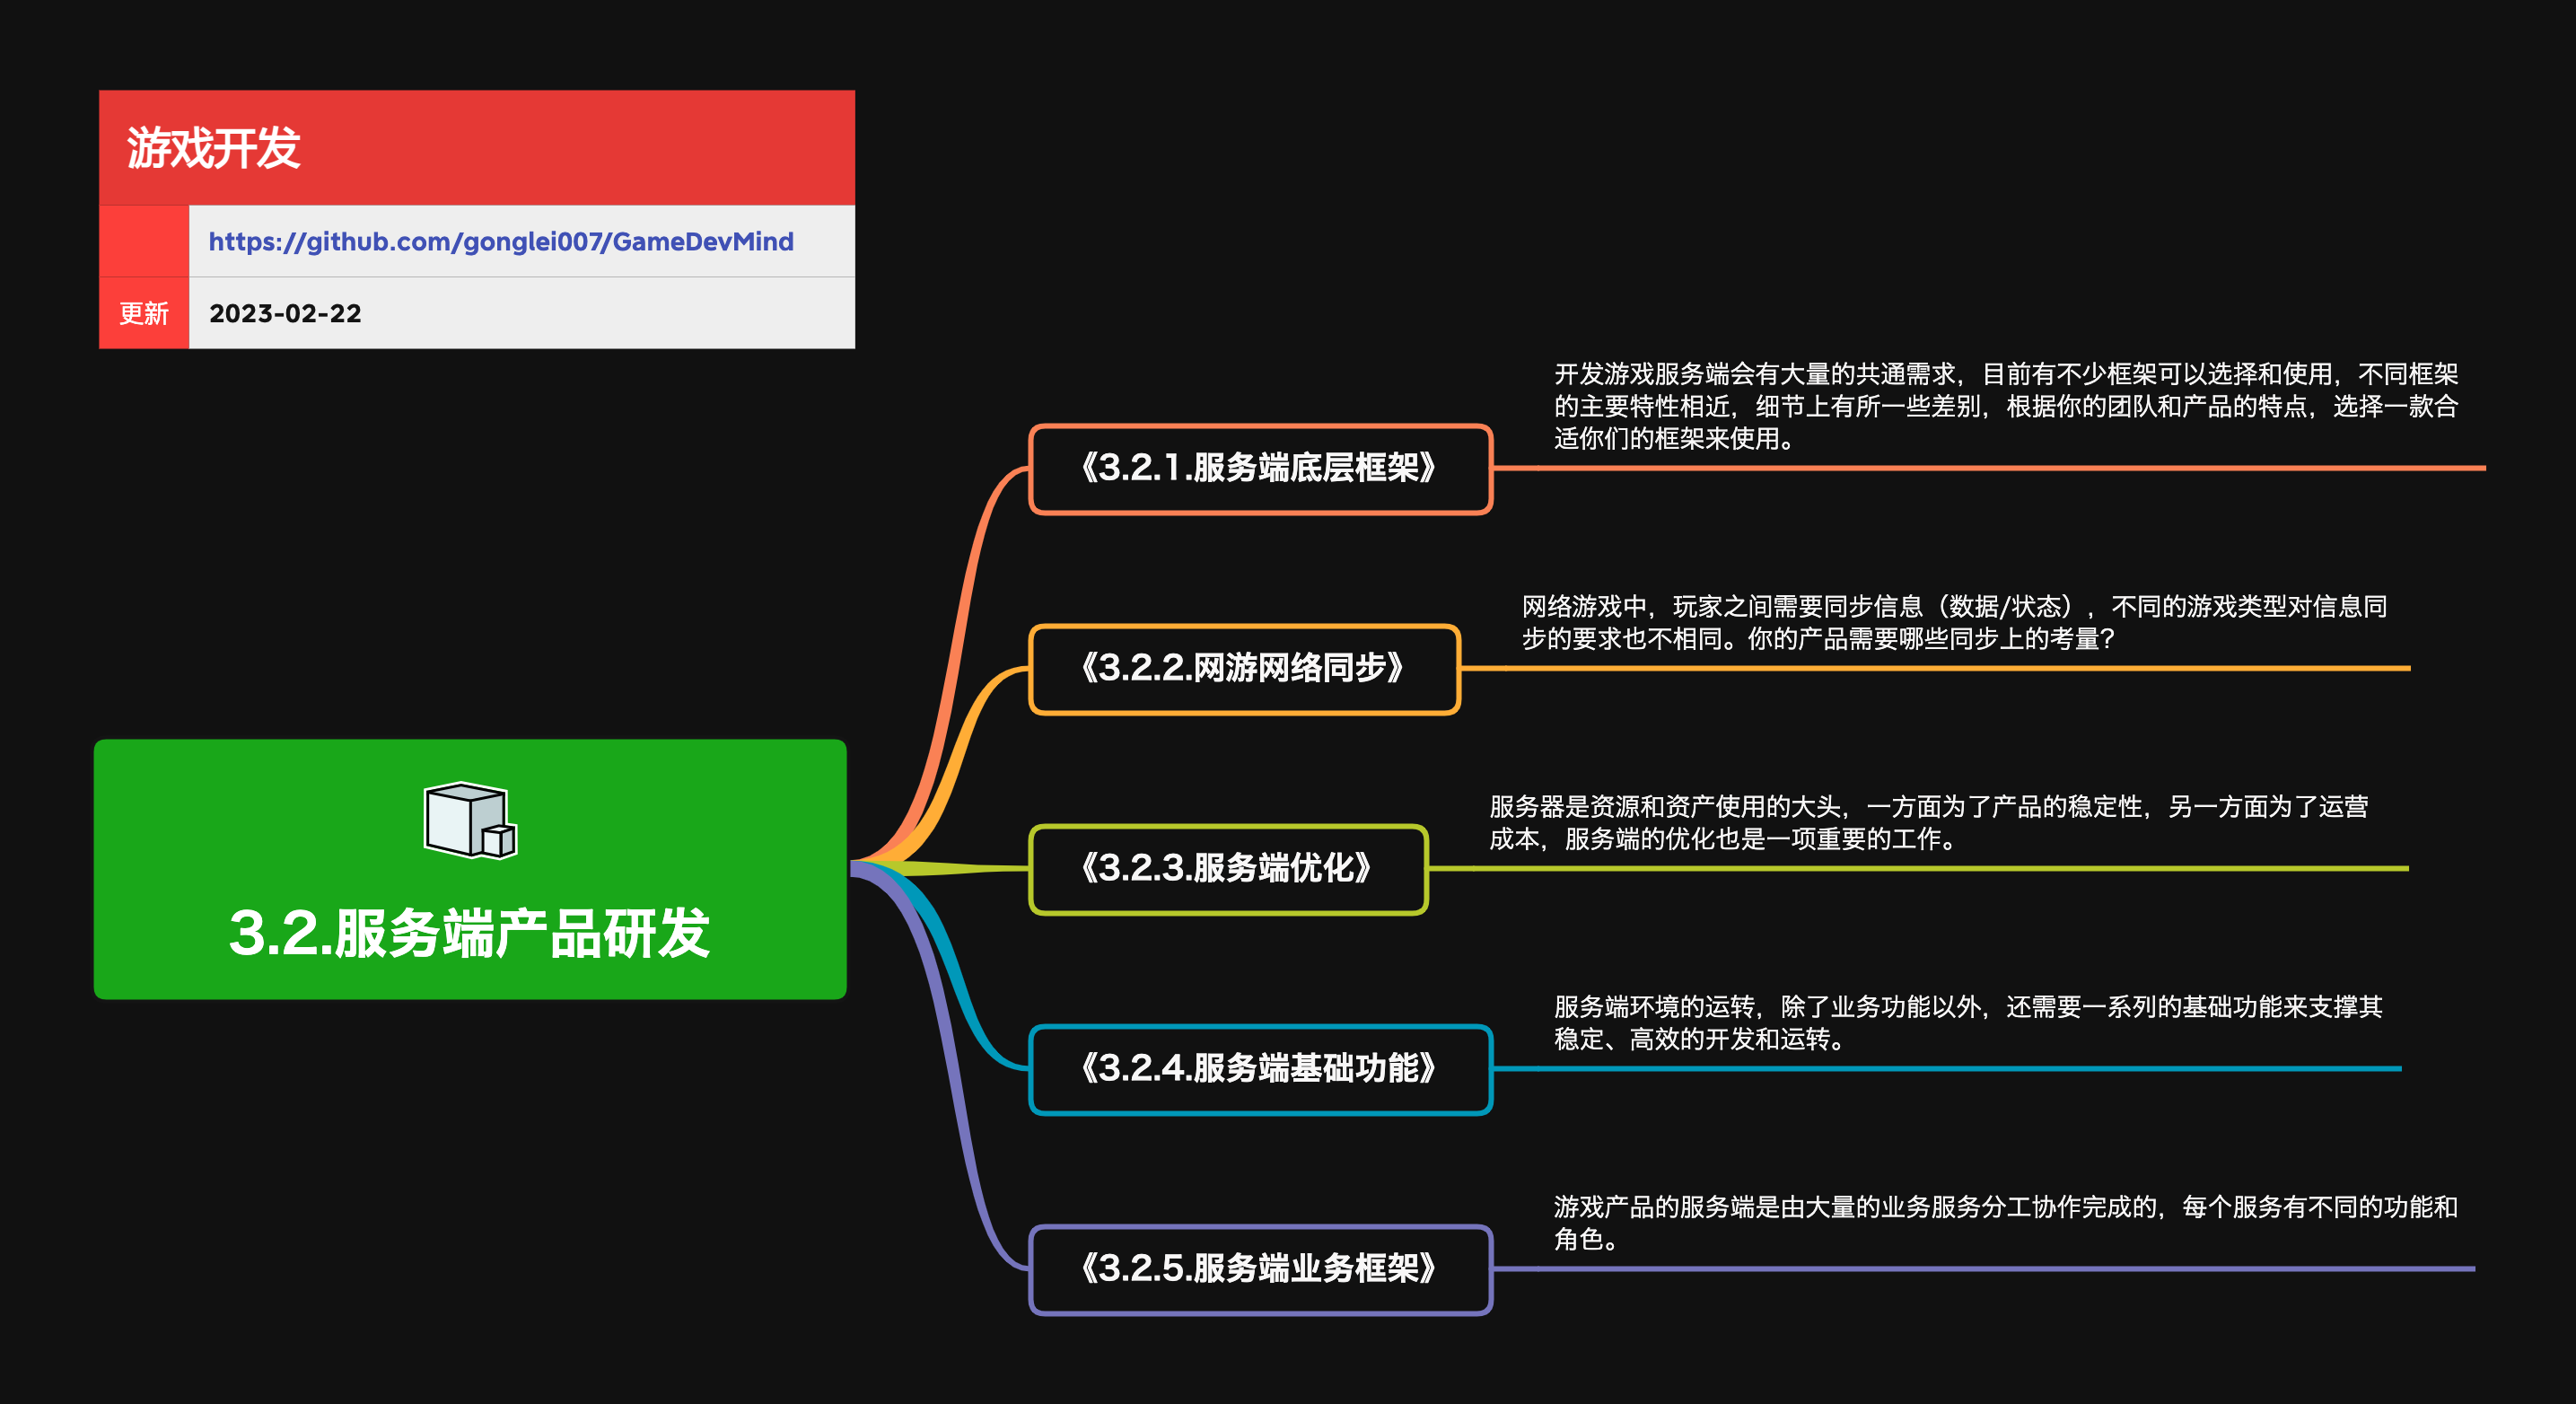 游戏开发
https://github.com/gonglei007/GameDevMind
更新
2023-02-22
3.2.服务端产品研发
《3.2.1.服务端底层框架》
开发游戏服务端会有大量的共通需求，目前有不少框架可以选择和使用，不同框架
的主要特性相近，细节上有所一些差别，根据你的团队和产品的特点，选择一款合
适你们的框架来使用。
《3.2.2.网游网络同步》
网络游戏中，玩家之间需要同步信息（数据/状态），不同的游戏类型对信息同
步的要求也不相同。你的产品需要哪些同步上的考量？
《3.2.3.服务端优化》
服务器是资源和资产使用的大头，一方面为了产品的稳定性，另一方面为了运营
成本，服务端的优化也是一项重要的工作。
《3.2.4.服务端基础功能》
服务端环境的运转，除了业务功能以外，还需要一系列的基础功能来支撑其
稳定、高效的开发和运转。
《3.2.5.服务端业务框架》
游戏产品的服务端是由大量的业务服务分工协作完成的，每个服务有不同的功能和
角色。